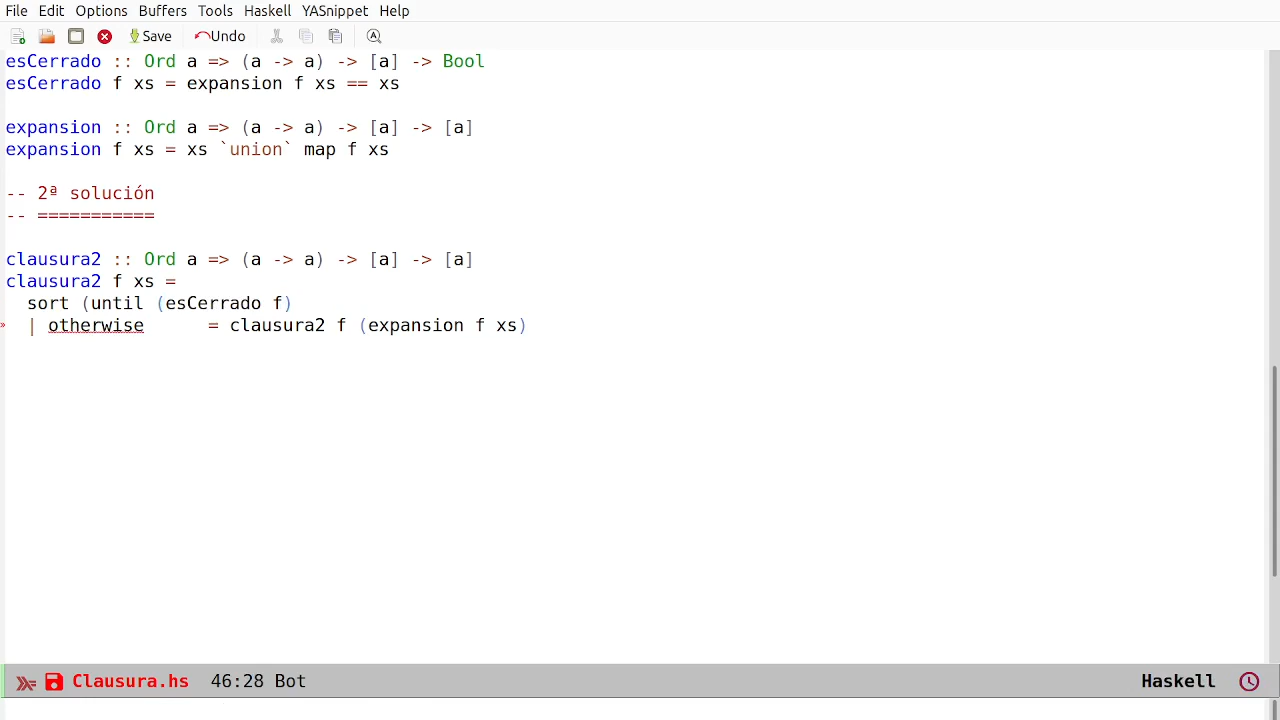 File Edit Options Buffers Tools Haskell YASnippet Help
Save Undo
esCerrado :: Ord a => (a -> a) -> [a] -> Bool
esCerrado f xs = expansion f xs == xs
expansion :: Ord a => (a -> a) -> [a] -> [a]
expansion f xs = xs `union` map f xs
-- 2ª solución
-- ===========
clausura2 :: Ord a => (a -> a) -> [a] -> [a]
clausura2 f xs =
  sort (until (esCerrado f)
  | otherwise      = clausura2 f (expansion f xs)
Clausura.hs 46:28 Bot Haskell